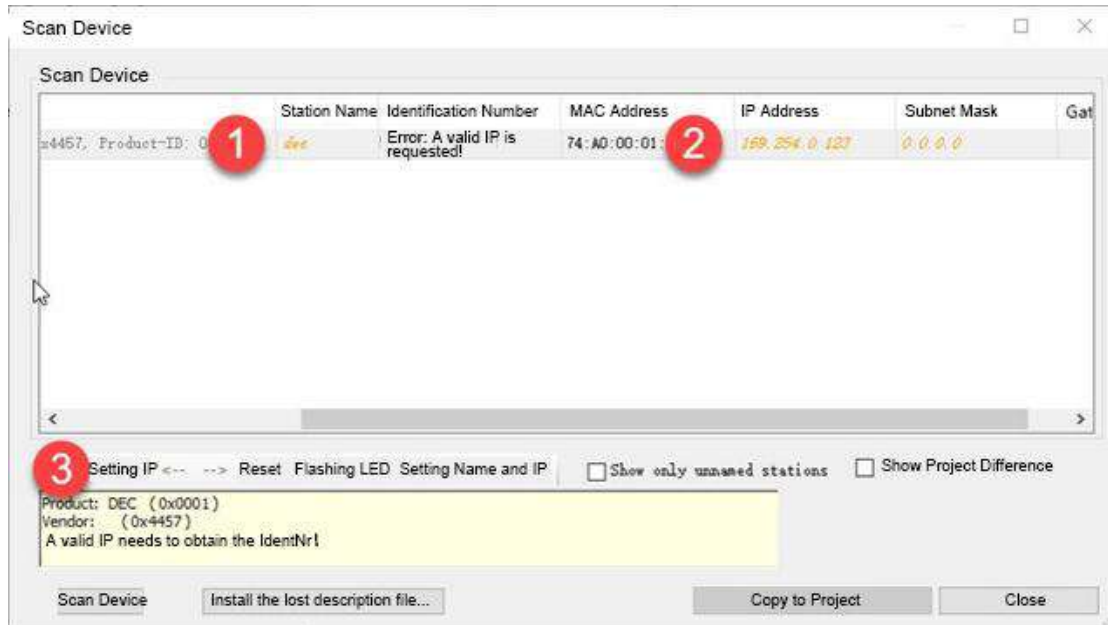 Scan Device
Scan Device
Station Name Identification Number MAC Address IP Address Subnet Mask Gat
x4457, Product-ID: 0 1 dec Error: A valid IP is requested! 74:A0:00:01: 2 169.254.0.123 0.0.0.0
3 Setting IP <-- --> Reset Flashing LED Setting Name and IP Show only unnamed stations Show Project Difference
Product: DEC (0x0001)
Vendor: (0x4457)
A valid IP needs to obtain the IdentNr!
Scan Device Install the lost description file... Copy to Project Close